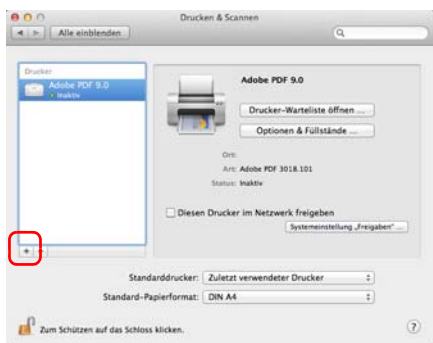 Drucken & Scannen
Alle einblenden
Drucker
Adobe PDF 9.0
Inaktiv
Adobe PDF 9.0
Drucker-Warteliste öffnen ...
Optionen & Füllstände ...
Ort:
Art: Adobe PDF 3018.101
Status: Inaktiv
Diesen Drucker im Netzwerk freigeben
Systemeinstellung „Freigaben“ ...
+ −
Standarddrucker: Zuletzt verwendeter Drucker
Standard-Papierformat: DIN A4
Zum Schützen auf das Schloss klicken.
?